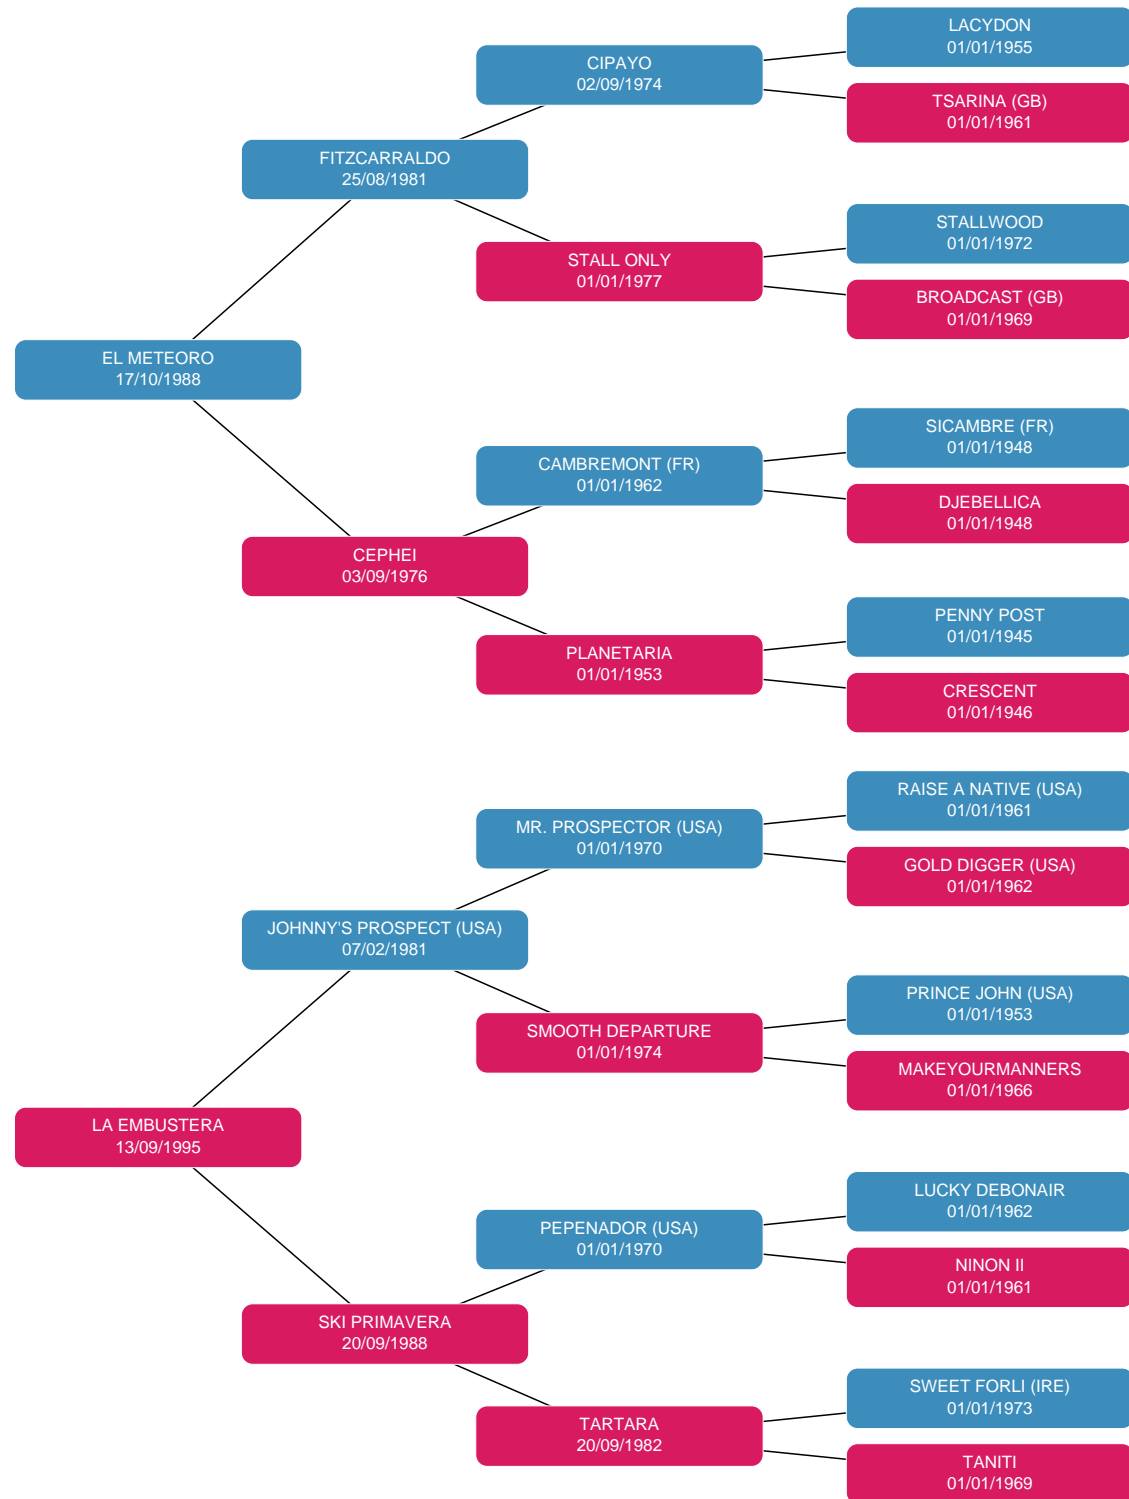 LACYDON
01/01/1955
CIPAYO
02/09/1974
TSARINA (GB)
01/01/1961
FITZCARRALDO
25/08/1981
STALLWOOD
01/01/1972
STALL ONLY
01/01/1977
BROADCAST (GB)
01/01/1969
EL METEORO
17/10/1988
SICAMBRE (FR)
01/01/1948
CAMBREMONT (FR)
01/01/1962
DJEBELLICA
01/01/1948
CEPHEI
03/09/1976
PENNY POST
01/01/1945
PLANETARIA
01/01/1953
CRESCENT
01/01/1946
RAISE A NATIVE (USA)
01/01/1961
MR. PROSPECTOR (USA)
01/01/1970
GOLD DIGGER (USA)
01/01/1962
JOHNNY'S PROSPECT (USA)
07/02/1981
PRINCE JOHN (USA)
01/01/1953
SMOOTH DEPARTURE
01/01/1974
MAKEYOURMANNERS
01/01/1966
LA EMBUSTERA
13/09/1995
LUCKY DEBONAIR
01/01/1962
PEPENADOR (USA)
01/01/1970
NINON II
01/01/1961
SKI PRIMAVERA
20/09/1988
SWEET FORLI (IRE)
01/01/1973
TARTARA
20/09/1982
TANITI
01/01/1969